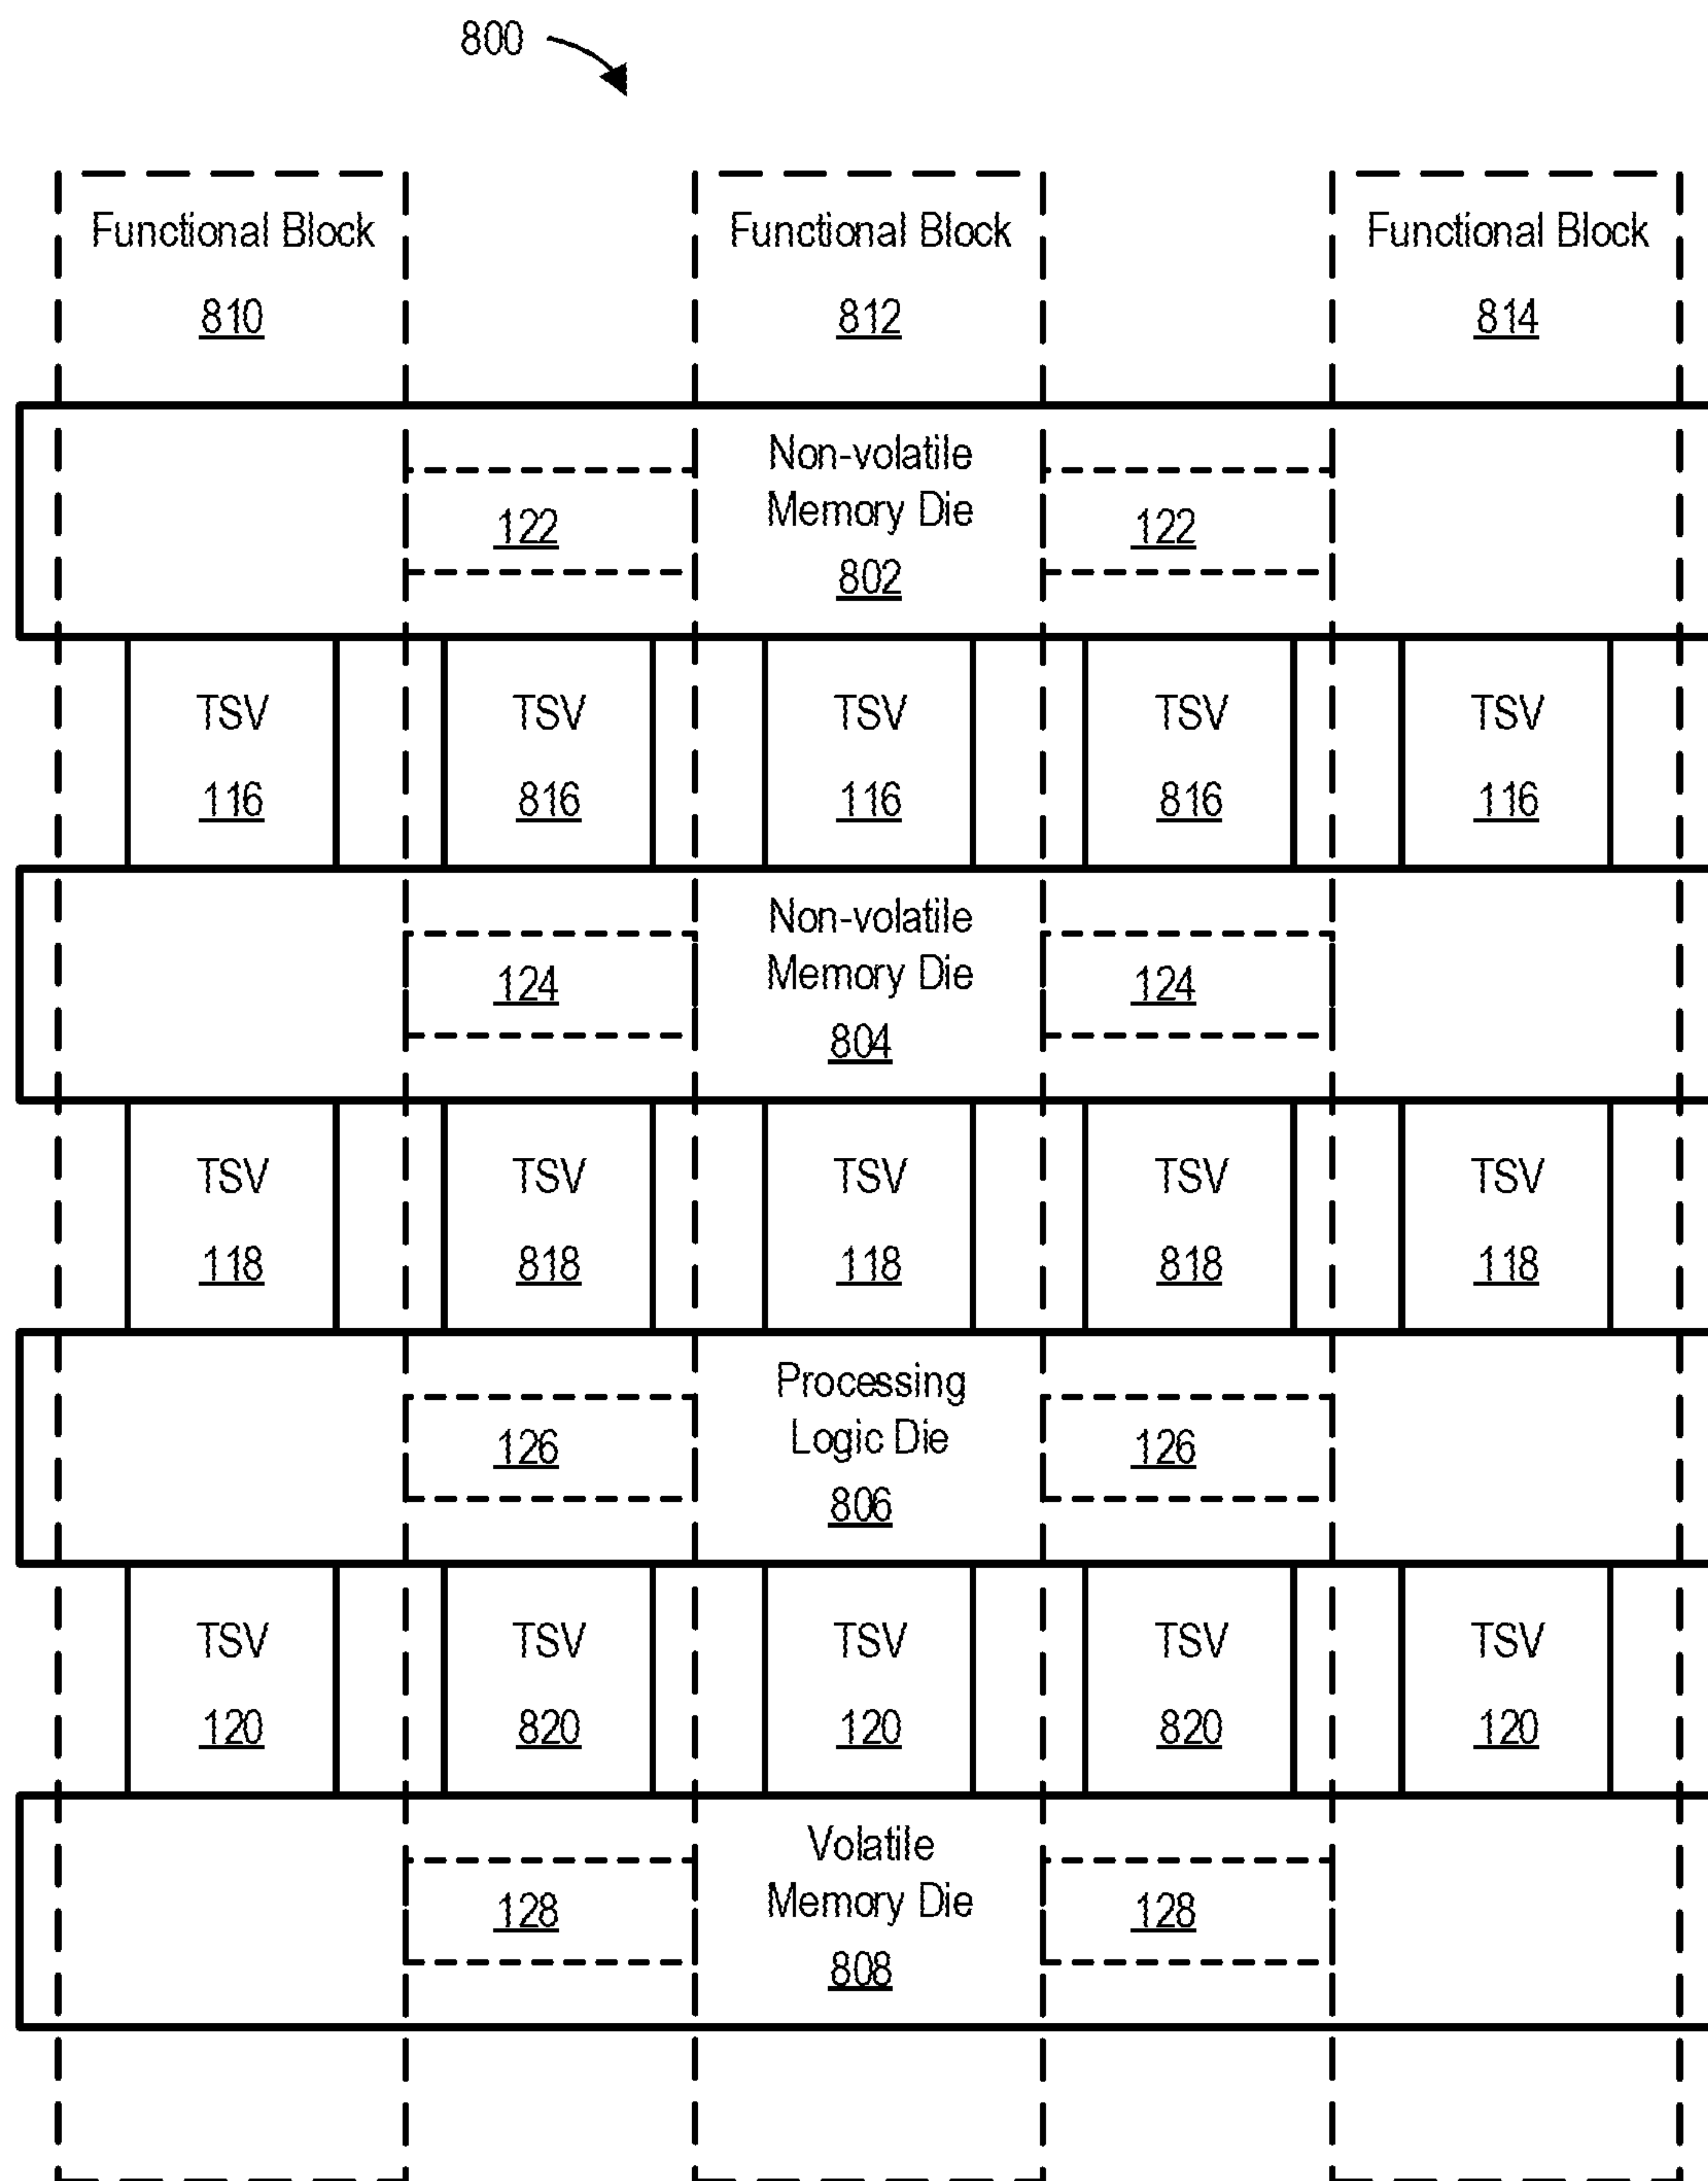 800
Functional Block Functional Block Functional Block
810 812 814
Non-volatile
Memory Die
122 122
802
TSV TSV TSV TSV TSV
116 816 116 816 116
Non-volatile
Memory Die
124 124
804
TSV TSV TSV TSV TSV
118 818 118 818 118
Processing
Logic Die
126 126
806
TSV TSV TSV TSV TSV
120 820 120 820 120
Volatile
Memory Die
128 128
808